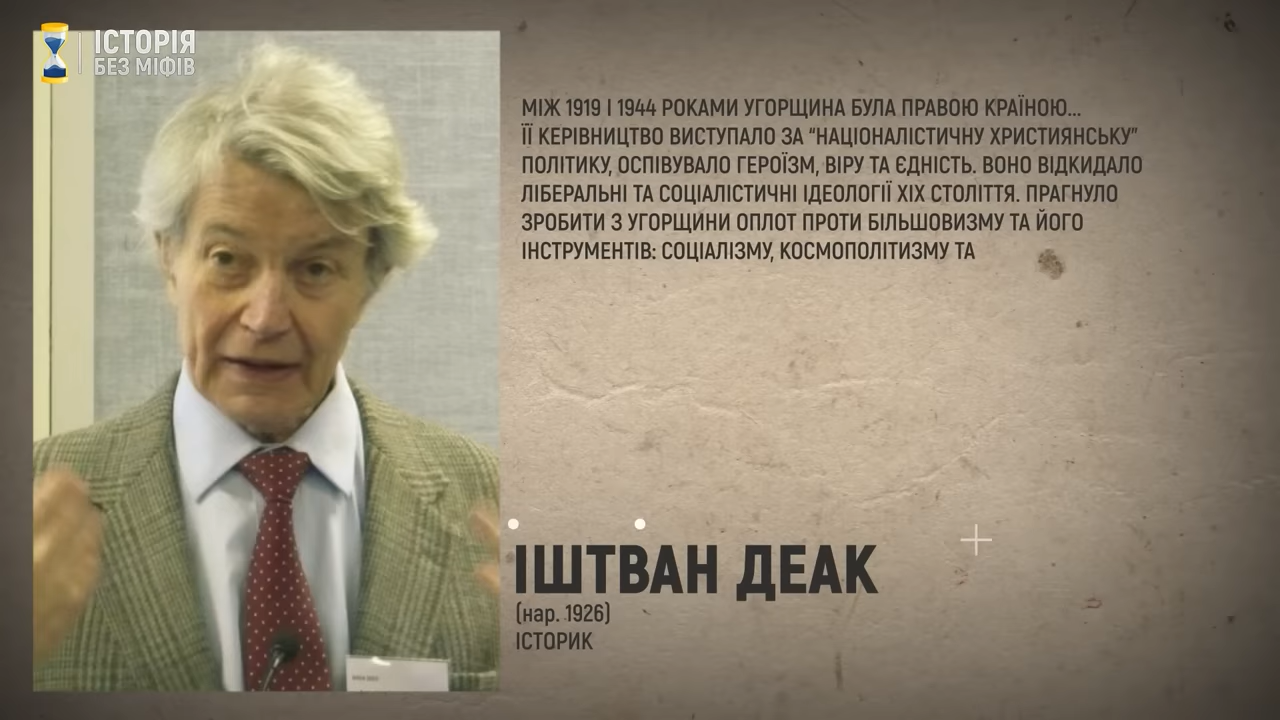 ІСТОРІЯ
БЕЗ МІФІВ
МІЖ 1919 І 1944 РОКАМИ УГОРЩИНА БУЛА ПРАВОЮ КРАЇНОЮ...
ЇЇ КЕРІВНИЦТВО ВИСТУПАЛО ЗА “НАЦІОНАЛІСТИЧНУ ХРИСТИЯНСЬКУ”
ПОЛІТИКУ, ОСПІВУВАЛО ГЕРОЇЗМ, ВІРУ ТА ЄДНІСТЬ. ВОНО ВІДКИДАЛО
ЛІБЕРАЛЬНІ ТА СОЦІАЛІСТИЧНІ ІДЕОЛОГІЇ ХІХ СТОЛІТТЯ. ПРАГНУЛО
ЗРОБИТИ З УГОРЩИНИ ОПЛОТ ПРОТИ БІЛЬШОВИЗМУ ТА ЙОГО
ІНСТРУМЕНТІВ: СОЦІАЛІЗМУ, КОСМОПОЛІТИЗМУ ТА
ІШТВАН ДЕАК
(нар. 1926)
ІСТОРИК